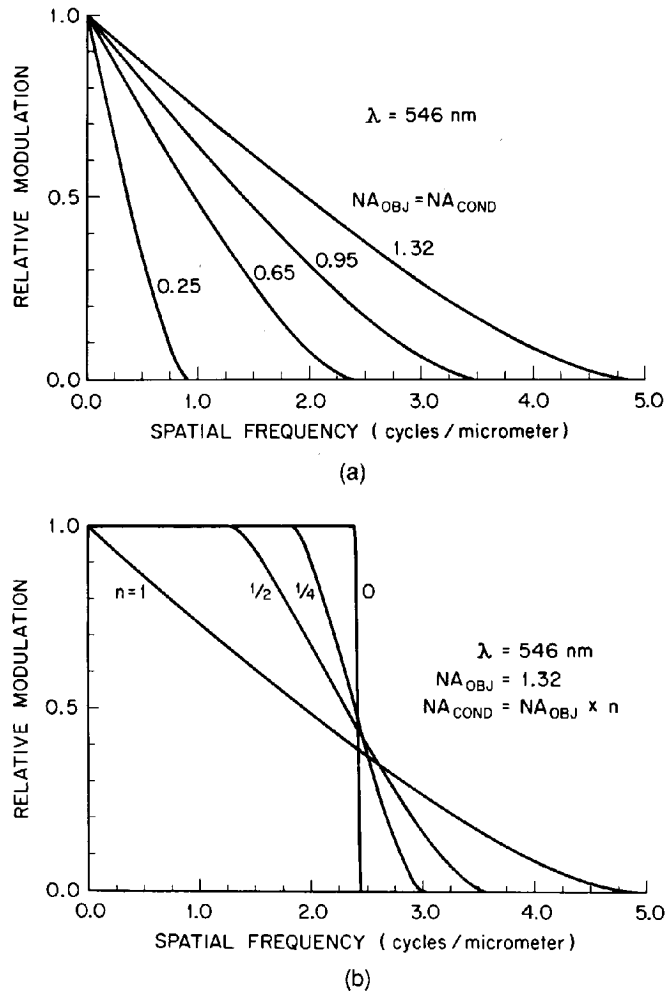 RELATIVE MODULATION
1.0
0.5
0.0
λ = 546 nm
NA_OBJ = NA_COND
0.25
0.65
0.95
1.32
0.0 1.0 2.0 3.0 4.0 5.0
SPATIAL FREQUENCY ( cycles / micrometer)
(a)
RELATIVE MODULATION
1.0
0.5
0.0
n = 1
1/2
1/4
0
λ = 546 nm
NA_OBJ = 1.32
NA_COND = NA_OBJ x n
0.0 1.0 2.0 3.0 4.0 5.0
SPATIAL FREQUENCY ( cycles / micrometer)
(b)